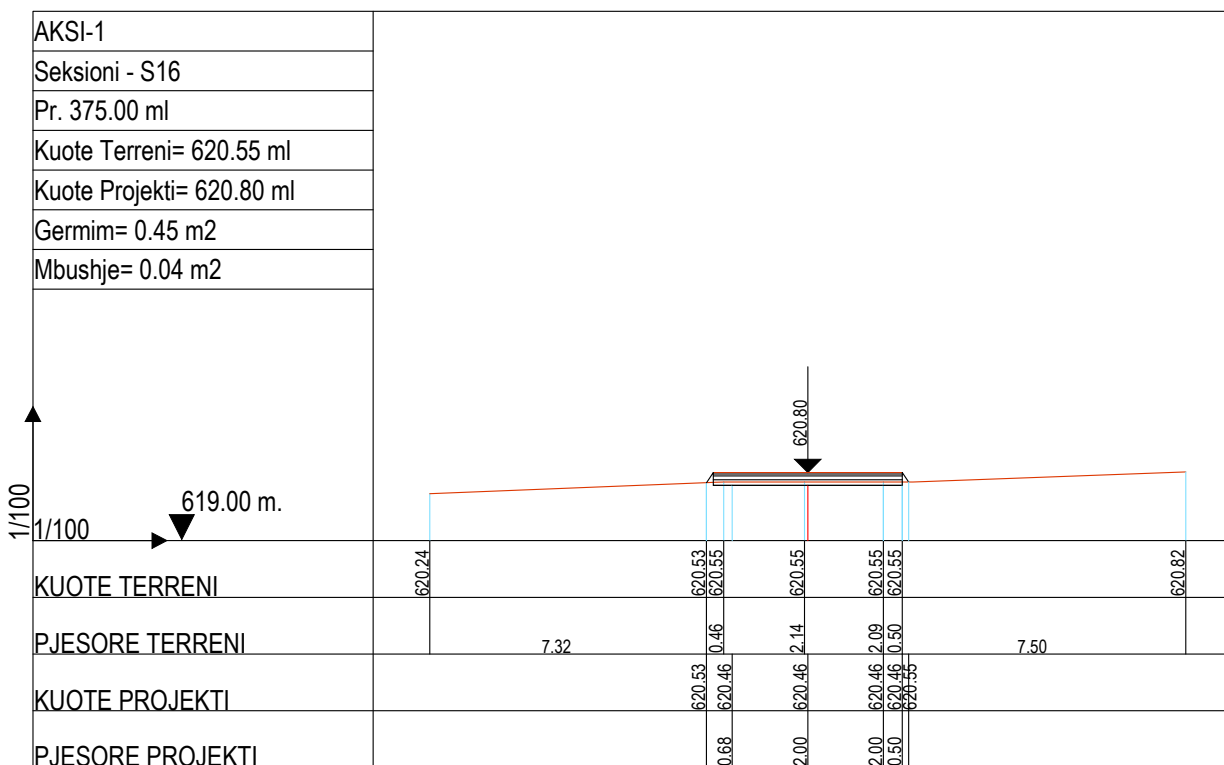 AKSI-1
Seksioni - S16
Pr. 375.00 ml
Kuote Terreni= 620.55 ml
Kuote Projekti= 620.80 ml
Germim= 0.45 m2
Mbushje= 0.04 m2
620.80
619.00 m.
1/100
1/100
KUOTE TERRENI 620.24 620.53 620.55 620.55 620.55 620.55 620.82
PJESORE TERRENI 7.32 0.46 2.14 2.09 0.50 7.50
KUOTE PROJEKTI 620.53 620.46 620.46 620.46 620.46 620.55
PJESORE PROJEKTI 0.68 2.00 2.00 0.50